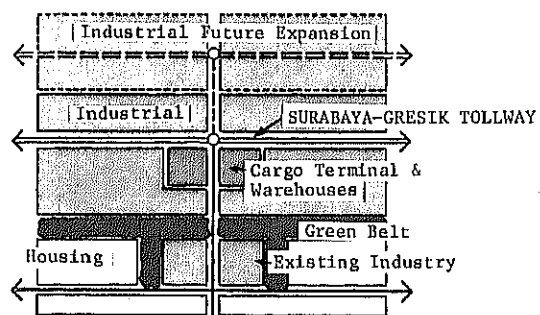 Industrial Future Expansion
Industrial
SURABAYA-GRESIK TOLLWAY
Cargo Terminal &
Warehouses
Green Belt
Housing
Existing Industry